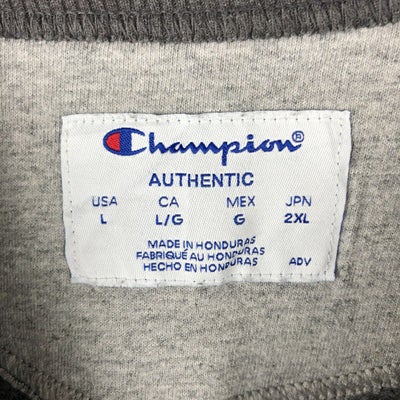 Champion®
AUTHENTIC
USA CA MEX JPN
L L/G G 2XL
MADE IN HONDURAS
FABRIQUÉ AU HONDURAS
HECHO EN HONDURAS ADV